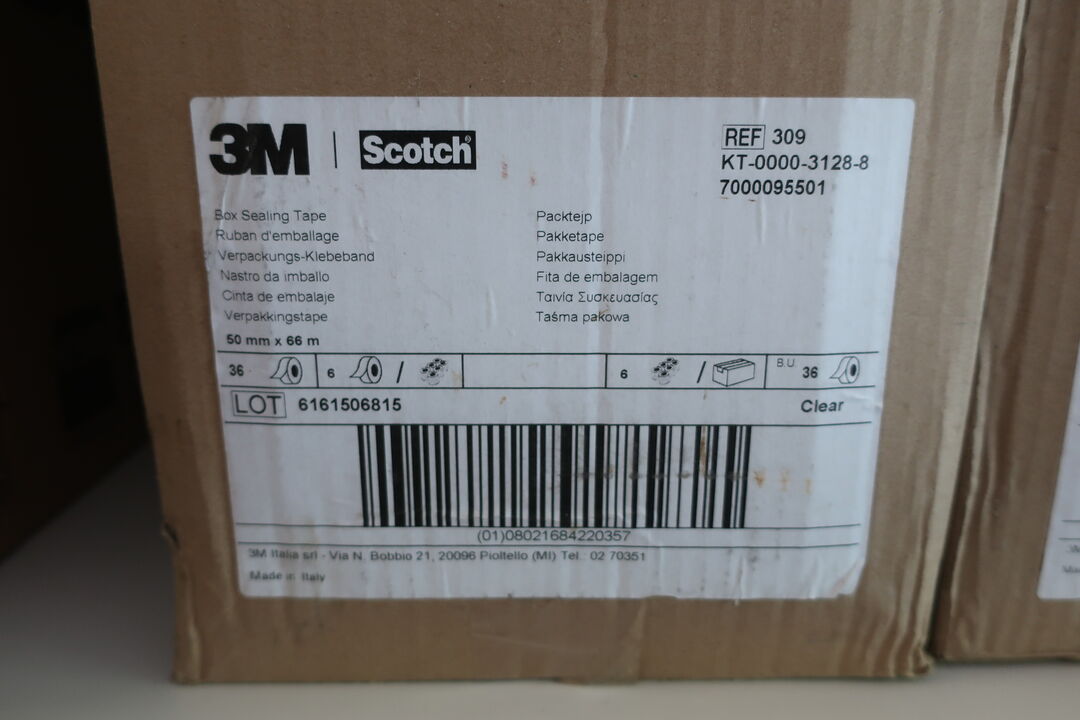 3M | Scotch®
REF 309
KT-0000-3128-8
7000095501
Box Sealing Tape
Ruban d'emballage
Verpackungs-Klebeband
Nastro da imballo
Cinta de embalaje
Verpakkingstape
Packtejp
Pakketape
Pakkausteippi
Fita de embalagem
Ταινία Συσκευασίας
Taśma pakowa
50 mm x 66 m
36 6 / 6 / B.U 36
LOT 6161506815 Clear
(01)08021684220357
3M Italia srl - Via N. Bobbio 21, 20096 Pioltello (MI) Tel.: 02 70351
Made in Italy